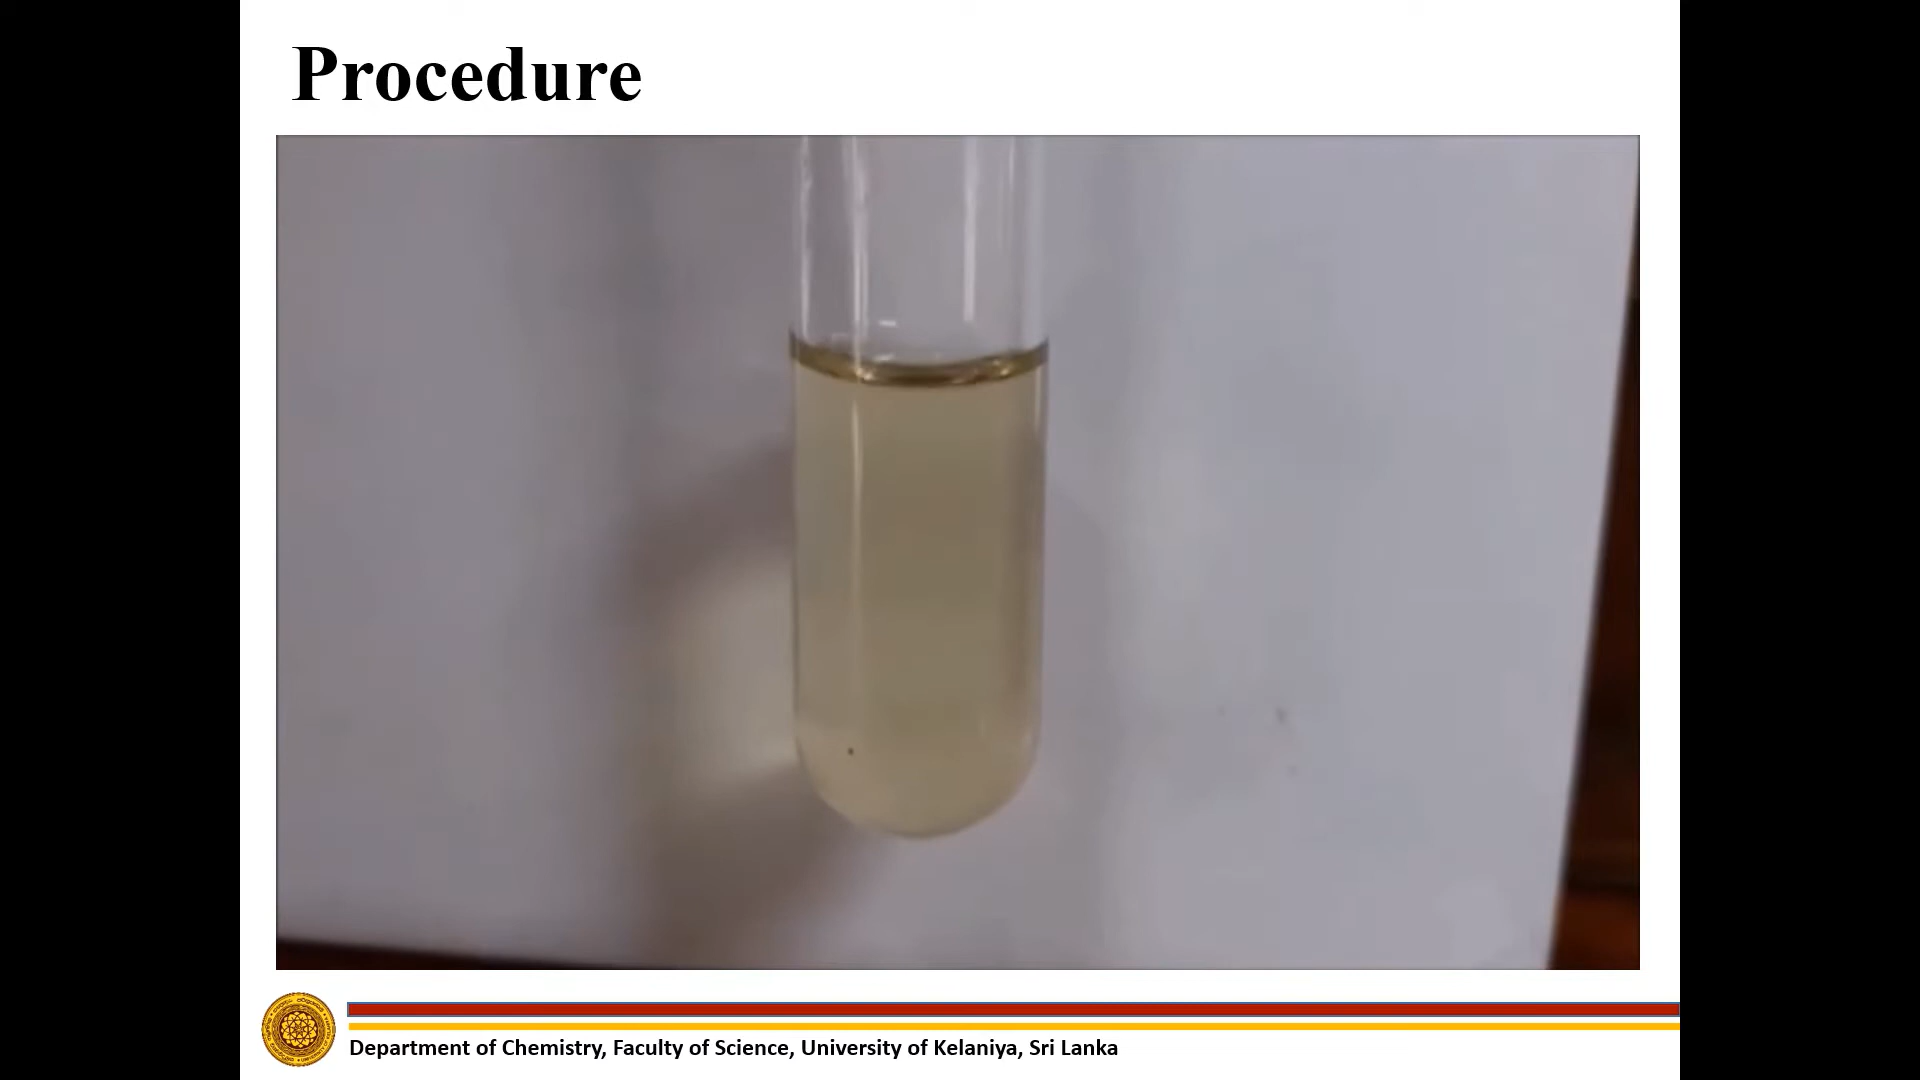 Procedure
Department of Chemistry, Faculty of Science, University of Kelaniya, Sri Lanka